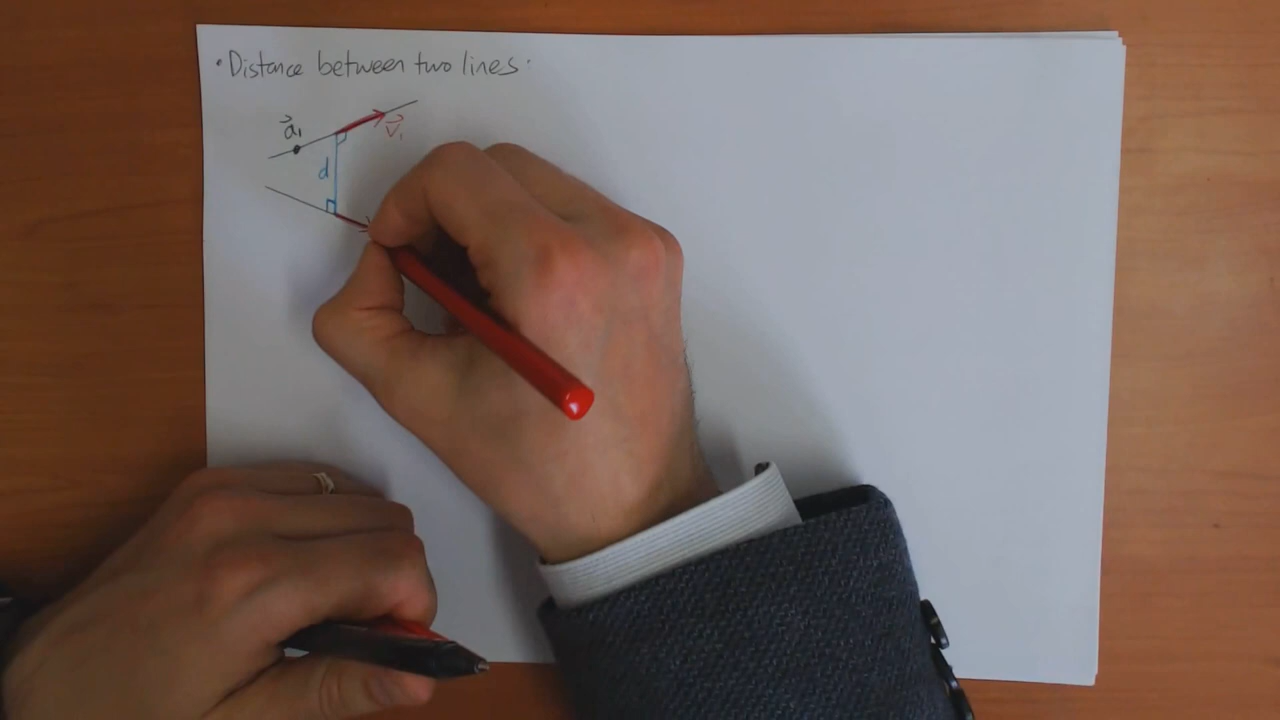 • Distance between two lines.
a⃗₁
v⃗₁
d